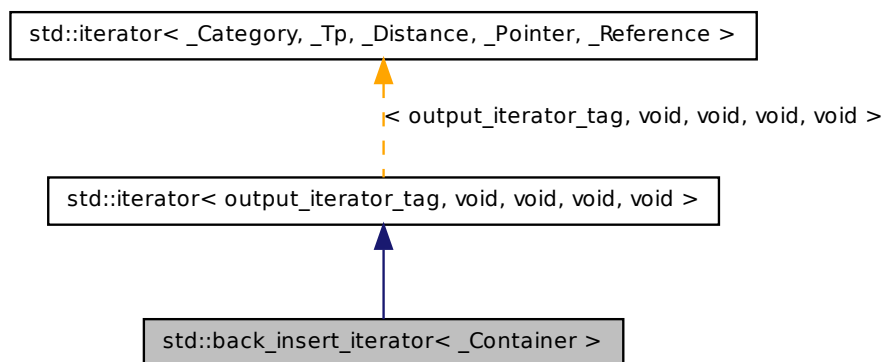 std::iterator< _Category, _Tp, _Distance, _Pointer, _Reference >
< output_iterator_tag, void, void, void, void >
std::iterator< output_iterator_tag, void, void, void, void >
std::back_insert_iterator< _Container >